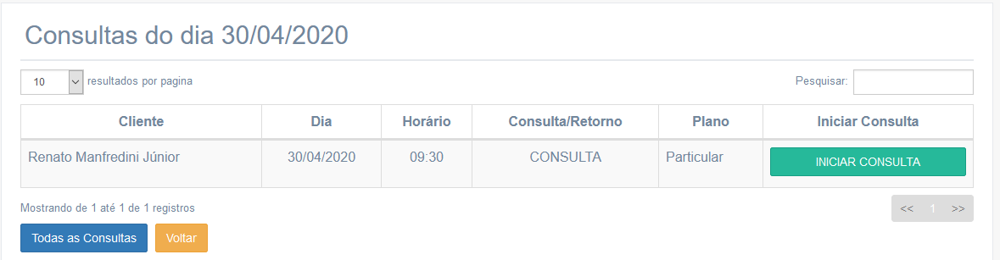 Consultas do dia 30/04/2020
10 resultados por pagina Pesquisar:
Cliente Dia Horário Consulta/Retorno Plano Iniciar Consulta
Renato Manfredini Júnior 30/04/2020 09:30 CONSULTA Particular INICIAR CONSULTA
Mostrando de 1 até 1 de 1 registros << 1 >>
Todas as Consultas Voltar